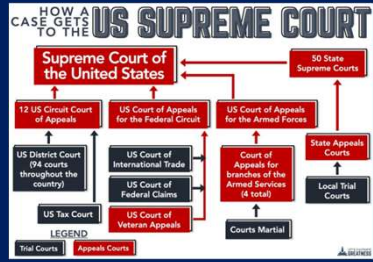 HOW A
CASE GETS
TO THE
US SUPREME COURT
Supreme Court of
the United States
50 State
Supreme Courts
12 US Circuit Court
of Appeals
US Court of Appeals
for the Federal Circuit
US Court of Appeals
for the Armed Forces
US District Court
(94 courts
throughout the
country)
US Court of
International Trade
Court of
Appeals for
branches of the
Armed Services
(4 total)
State Appeals
Courts
US Court of
Federal Claims
Local Trial
Courts
US Tax Court
US Court of
Veteran Appeals
Courts Martial
LEGEND
Trial Courts
Appeals Courts
GREATNESS